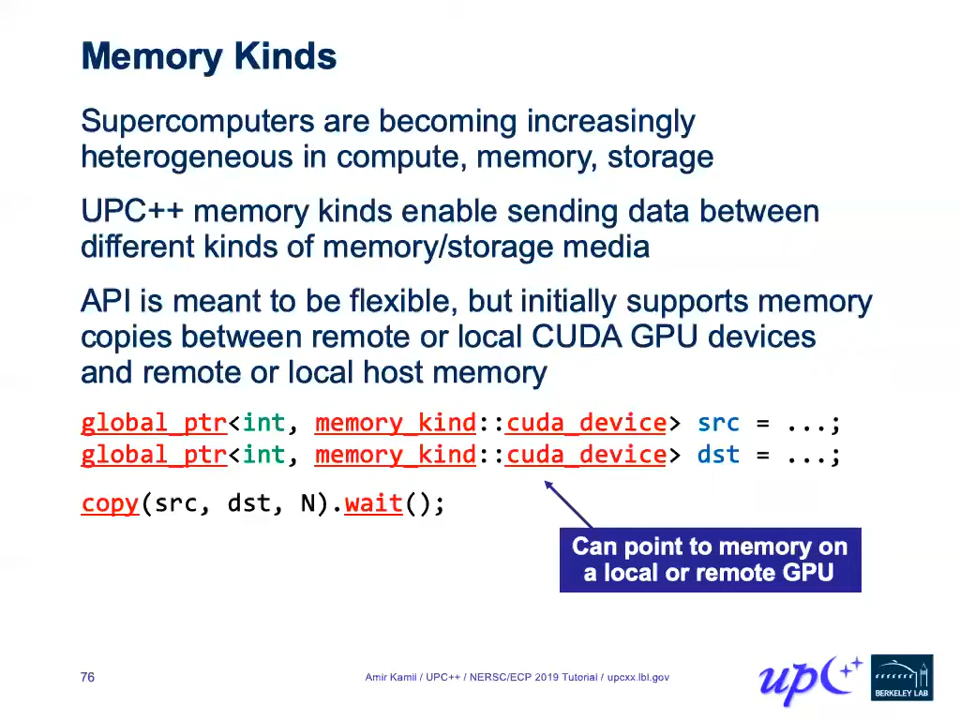 Memory Kinds
Supercomputers are becoming increasingly
heterogeneous in compute, memory, storage
UPC++ memory kinds enable sending data between
different kinds of memory/storage media
API is meant to be flexible, but initially supports memory
copies between remote or local CUDA GPU devices
and remote or local host memory
global_ptr<int, memory_kind::cuda_device> src = ...;
global_ptr<int, memory_kind::cuda_device> dst = ...;
copy(src, dst, N).wait();
Can point to memory on
a local or remote GPU
76
Amir Kamil / UPC++ / NERSC/ECP 2019 Tutorial / upcxx.lbl.gov
upC++
BERKELEY LAB